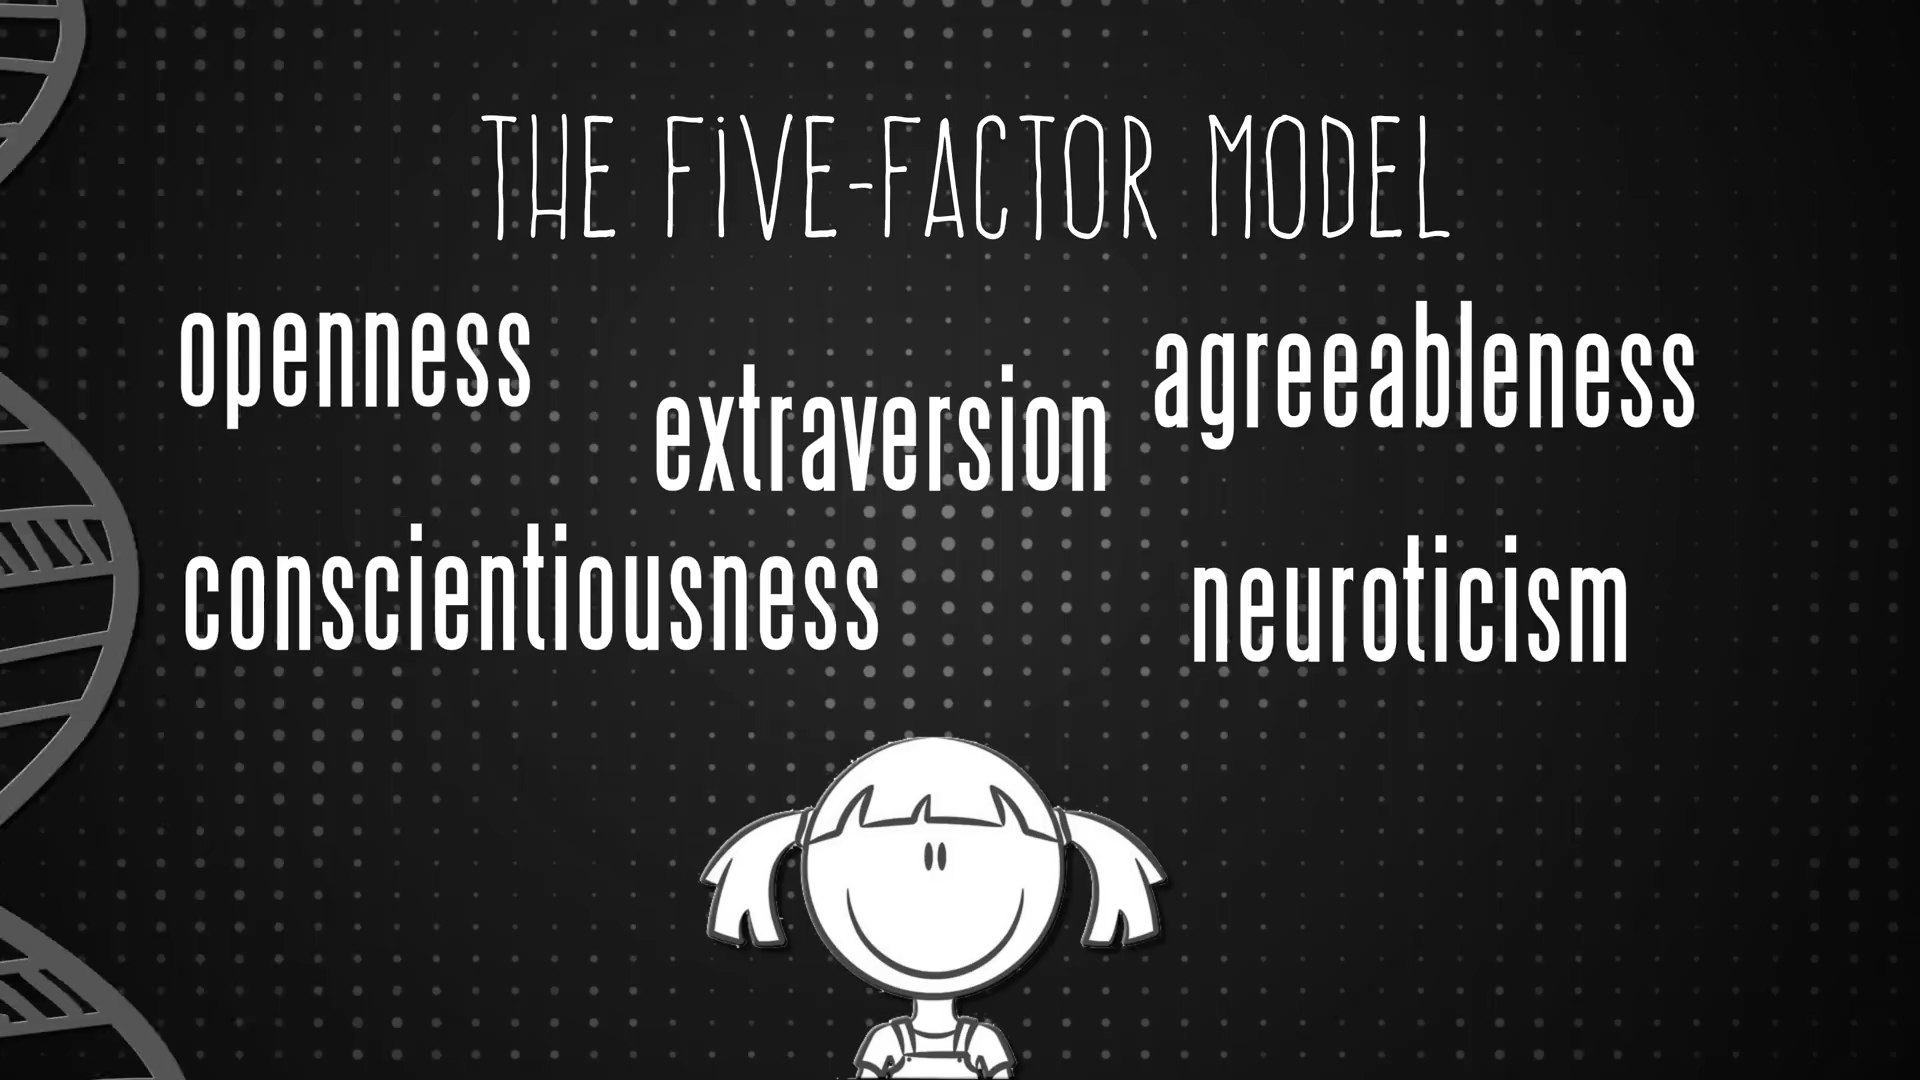 THE FiVE-FACTOR MODEL
openness
extraversion
agreeableness
conscientiousness
neuroticism